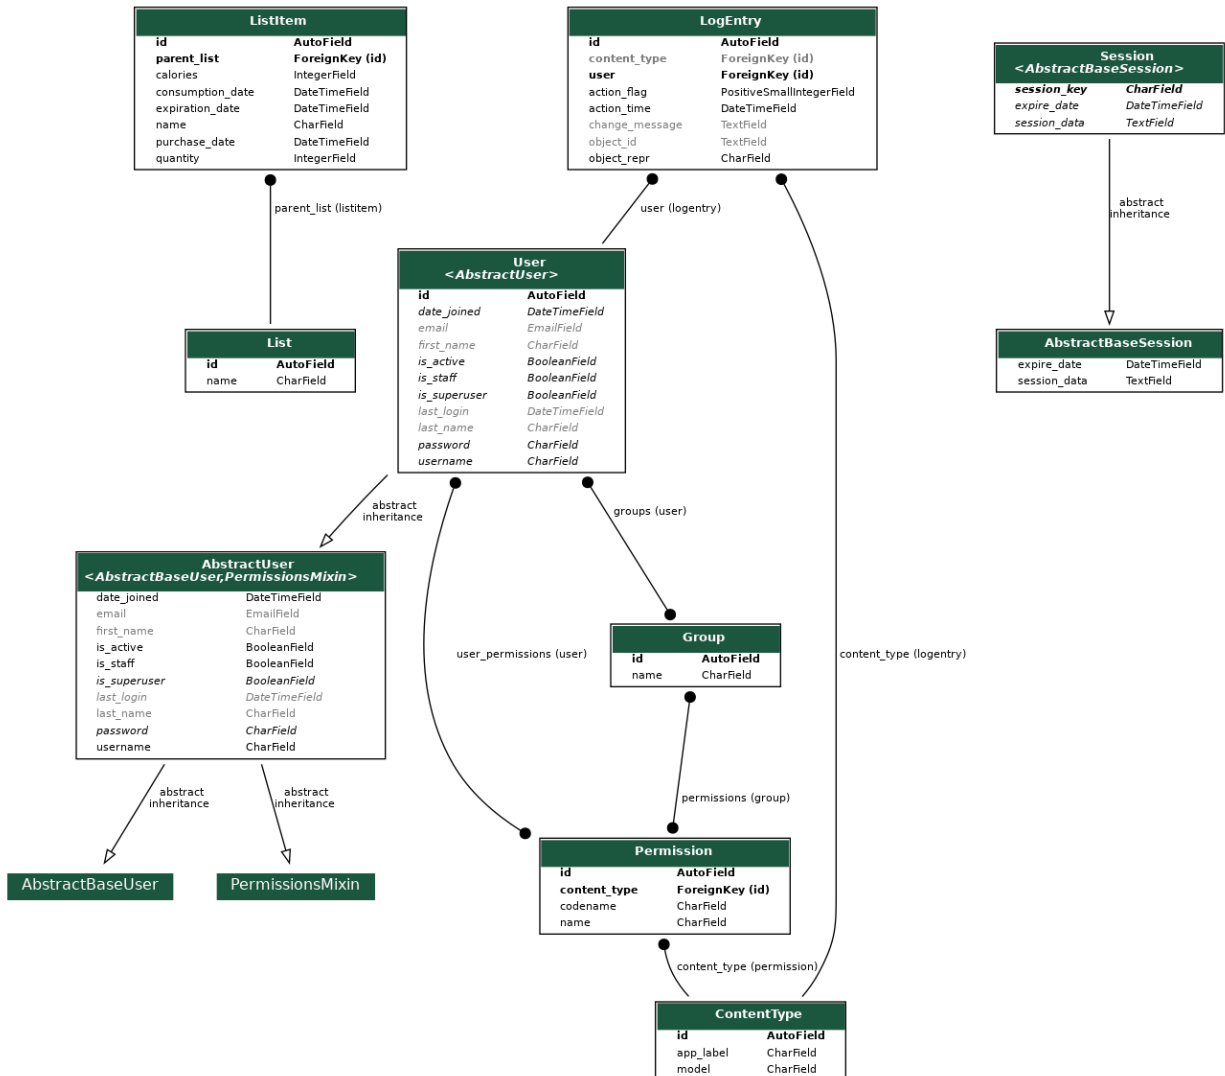 ListItem
id AutoField
parent_list ForeignKey (id)
calories IntegerField
consumption_date DateTimeField
expiration_date DateTimeField
name CharField
purchase_date DateTimeField
quantity IntegerField
LogEntry
id AutoField
content_type ForeignKey (id)
user ForeignKey (id)
action_flag PositiveSmallIntegerField
action_time DateTimeField
change_message TextField
object_id TextField
object_repr CharField
Session
<AbstractBaseSession>
session_key CharField
expire_date DateTimeField
session_data TextField
parent_list (listitem)
user (logentry)
abstract
inheritance
User
<AbstractUser>
id AutoField
date_joined DateTimeField
email EmailField
first_name CharField
is_active BooleanField
is_staff BooleanField
is_superuser BooleanField
last_login DateTimeField
last_name CharField
password CharField
username CharField
List
id AutoField
name CharField
AbstractBaseSession
expire_date DateTimeField
session_data TextField
abstract
inheritance
groups (user)
AbstractUser
<AbstractBaseUser,PermissionsMixin>
date_joined DateTimeField
email EmailField
first_name CharField
is_active BooleanField
is_staff BooleanField
is_superuser BooleanField
last_login DateTimeField
last_name CharField
password CharField
username CharField
user_permissions (user)
Group
id AutoField
name CharField
content_type (logentry)
abstract
inheritance
abstract
inheritance
permissions (group)
AbstractBaseUser
PermissionsMixin
Permission
id AutoField
content_type ForeignKey (id)
codename CharField
name CharField
content_type (permission)
ContentType
id AutoField
app_label CharField
model CharField